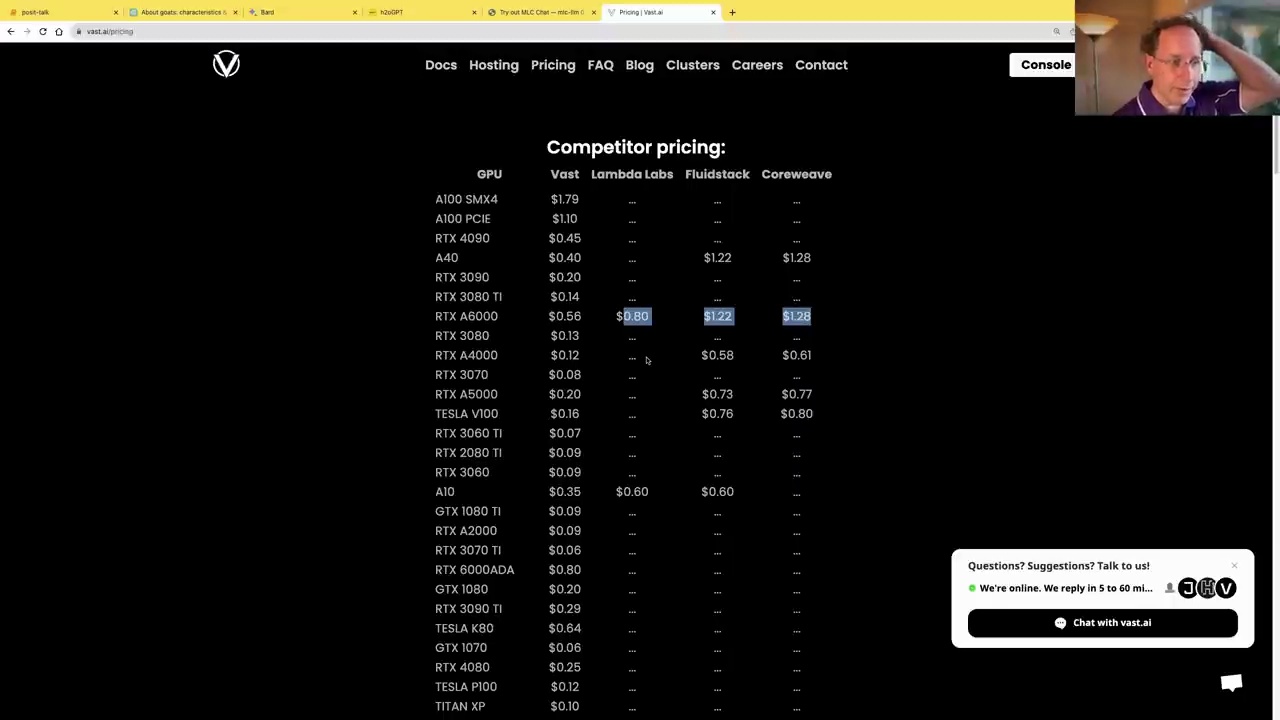 posit-talk
About goats: characteristics &
Bard
h2oGPT
Try out MLC Chat — mlc-llm
Pricing | Vast.ai
vast.ai/pricing
Docs Hosting Pricing FAQ Blog Clusters Careers Contact
Console
Competitor pricing:
GPU Vast Lambda Labs Fluidstack Coreweave
A100 SMX4 $1.79 ... ... ...
A100 PCIE $1.10 ... ... ...
RTX 4090 $0.45 ... ... ...
A40 $0.40 ... $1.22 $1.28
RTX 3090 $0.20 ... ... ...
RTX 3080 TI $0.14 ... ... ...
RTX A6000 $0.56 $0.80 $1.22 $1.28
RTX 3080 $0.13 ... ... ...
RTX A4000 $0.12 ... $0.58 $0.61
RTX 3070 $0.08 ... ... ...
RTX A5000 $0.20 ... $0.73 $0.77
TESLA V100 $0.16 ... $0.76 $0.80
RTX 3060 TI $0.07 ... ... ...
RTX 2080 TI $0.09 ... ... ...
RTX 3060 $0.09 ... ... ...
A10 $0.35 $0.60 $0.60 ...
GTX 1080 TI $0.09 ... ... ...
RTX A2000 $0.09 ... ... ...
RTX 3070 TI $0.06 ... ... ...
RTX 6000ADA $0.80 ... ... ...
GTX 1080 $0.20 ... ... ...
RTX 3090 TI $0.29 ... ... ...
TESLA K80 $0.64 ... ... ...
GTX 1070 $0.06 ... ... ...
RTX 4080 $0.25 ... ... ...
TESLA P100 $0.12 ... ... ...
TITAN XP $0.10 ... ... ...
Questions? Suggestions? Talk to us!
We're online. We reply in 5 to 60 mi...
J H V
Chat with vast.ai